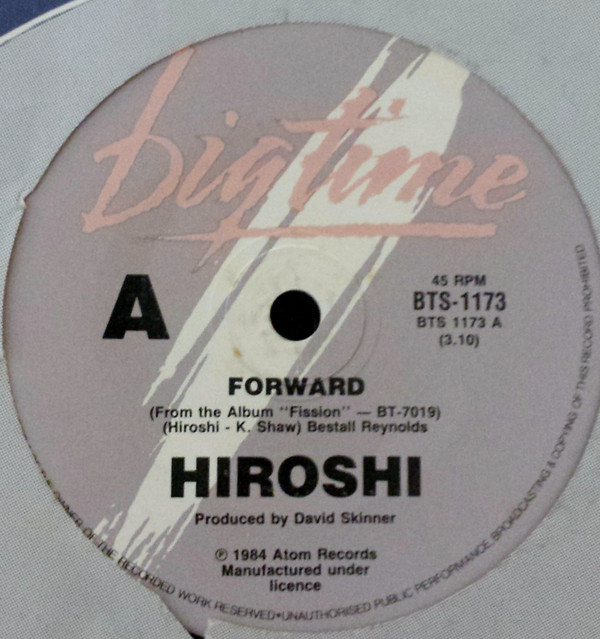 bigtime
A
45 RPM
BTS-1173
BTS 1173 A
(3.10)
FORWARD
(From the Album "Fission" — BT-7019)
(Hiroshi - K. Shaw) Bestall Reynolds
HIROSHI
Produced by David Skinner
℗ 1984 Atom Records
Manufactured under
licence
OWNER OF THE RECORDED WORK RESERVED•UNAUTHORISED PUBLIC PERFORMANCE, BROADCASTING & COPYING OF THIS RECORD PROHIBITED